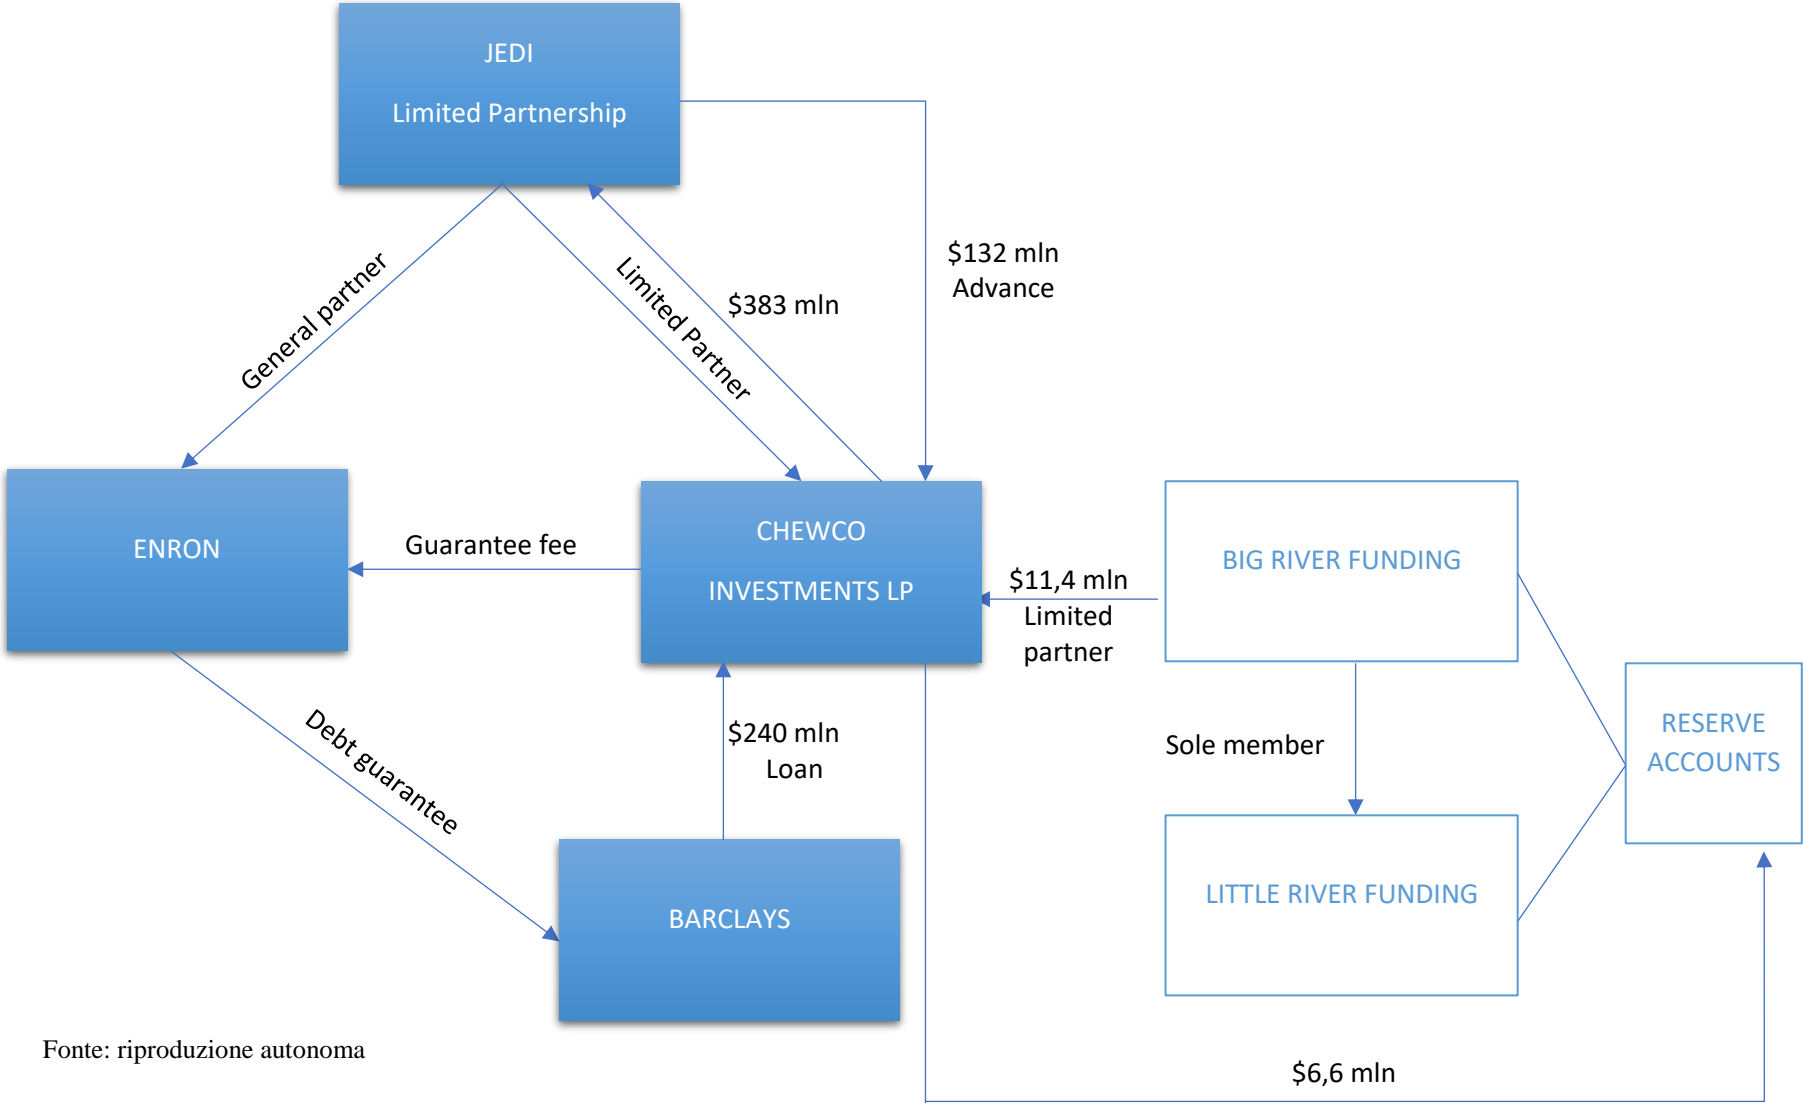 JEDI
Limited Partnership
$132 mln
Advance
General partner
Limited Partner
$383 mln
ENRON
Guarantee fee
CHEWCO
INVESTMENTS LP
$11,4 mln
Limited
partner
BIG RIVER FUNDING
Debt guarantee
$240 mln
Loan
Sole member
RESERVE
ACCOUNTS
BARCLAYS
LITTLE RIVER FUNDING
Fonte: riproduzione autonoma
$6,6 mln